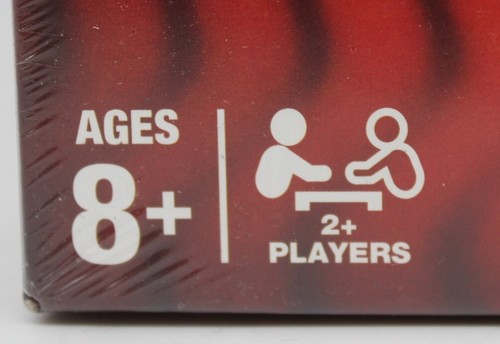 AGES
8+
2+
PLAYERS